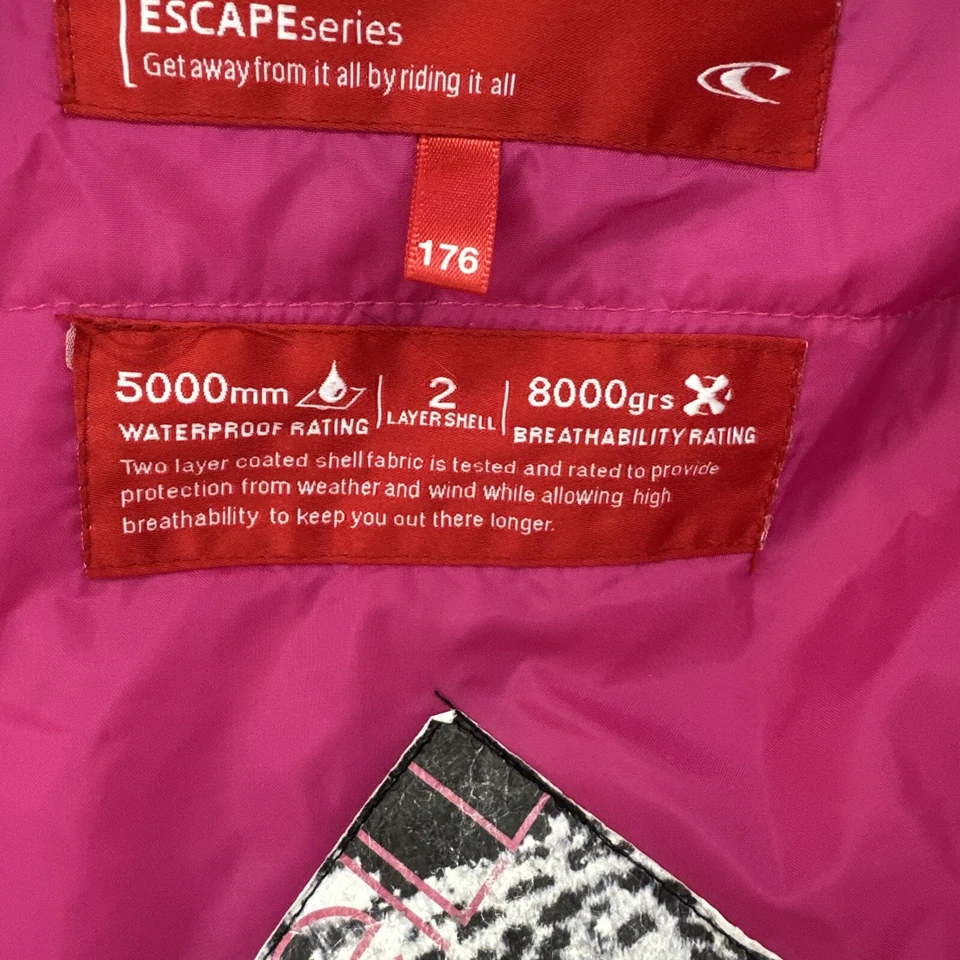 ESCAPEseries
Get away from it all by riding it all
176
5000mm
WATERPROOF RATING
2
LAYER SHELL
8000grs
BREATHABILITY RATING
Two layer coated shell fabric is tested and rated to provide
protection from weather and wind while allowing high
breathability to keep you out there longer.